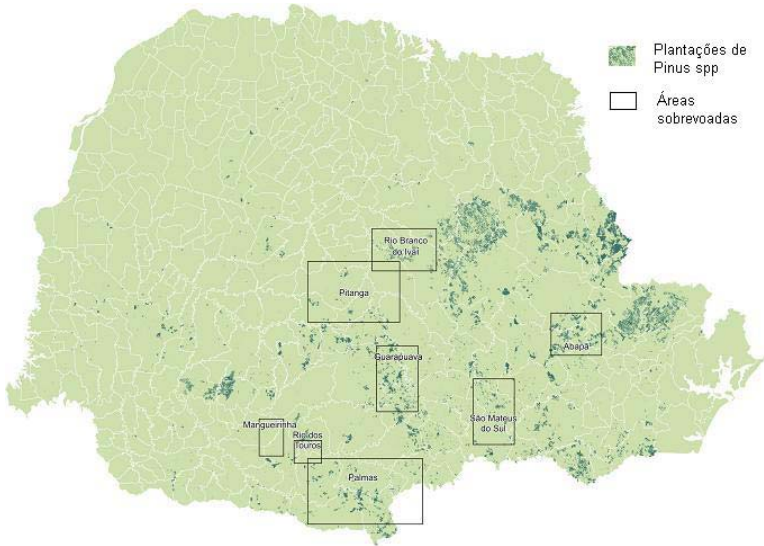 Plantações de
Pinus spp
Áreas
sobrevoadas
Rio Branco
do Ivaí
Pitanga
Abapã
Guarapuava
São Mateus
do Sul
Mangueirinha
Rio dos
Touros
Palmas